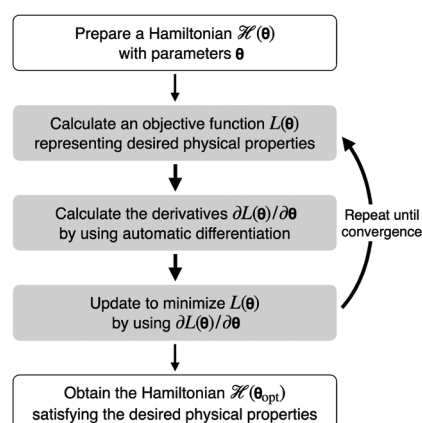 Prepare a Hamiltonian ℋ(θ)
with parameters θ
Calculate an objective function L(θ)
representing desired physical properties
Calculate the derivatives ∂L(θ)/∂θ
by using automatic differentiation
Repeat until
convergence
Update to minimize L(θ)
by using ∂L(θ)/∂θ
Obtain the Hamiltonian ℋ(θ_opt)
satisfying the desired physical properties